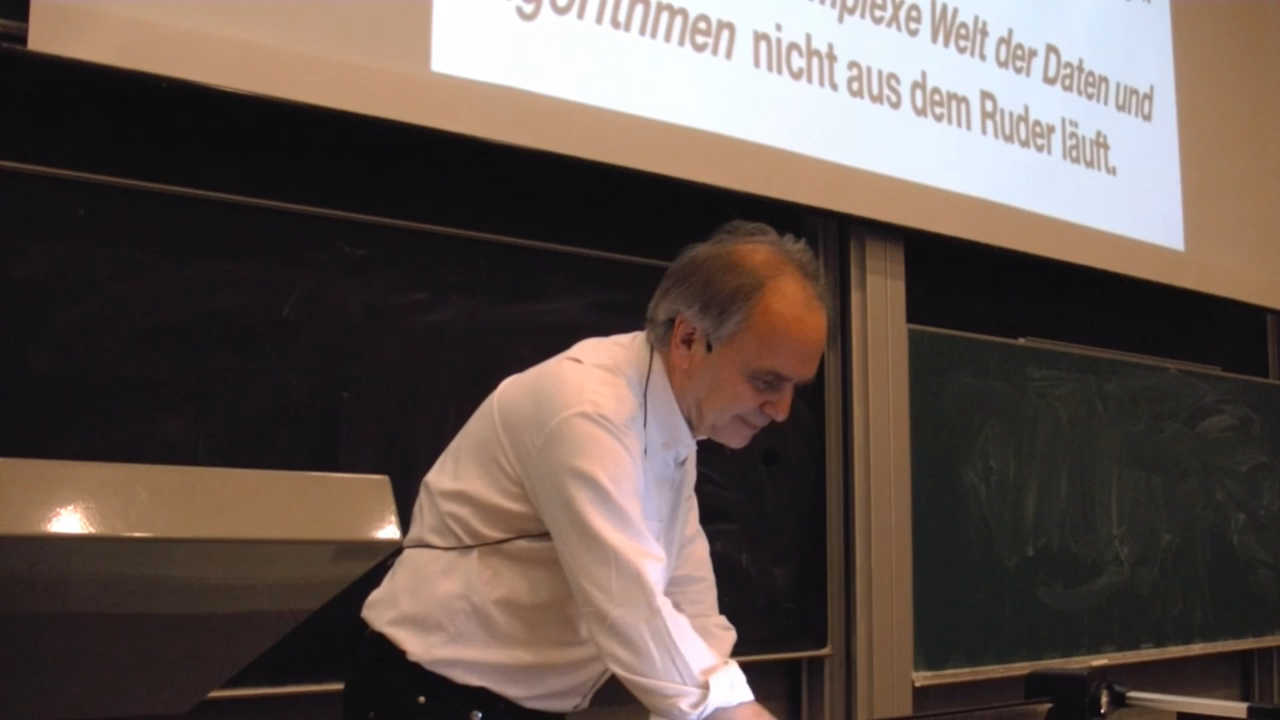 mplexe Welt der Daten und
gorithmen nicht aus dem Ruder läuft.